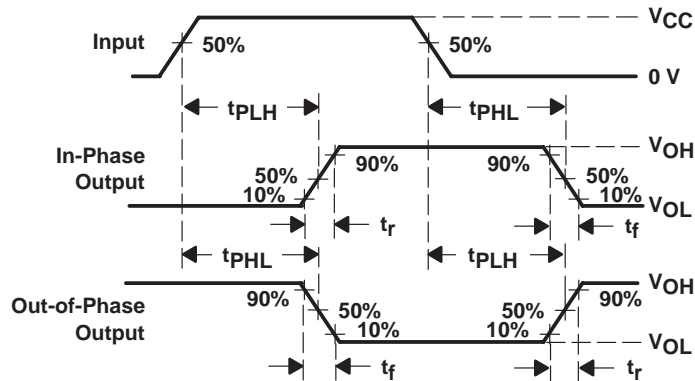 VCC
Input
50%
50%
0 V
tPLH
tPHL
VOH
In-Phase
Output
90%
90%
50%
50%
10%
10%
VOL
tr
tf
tPHL
tPLH
VOH
Out-of-Phase
Output
90%
90%
50%
50%
10%
10%
VOL
tf
tr